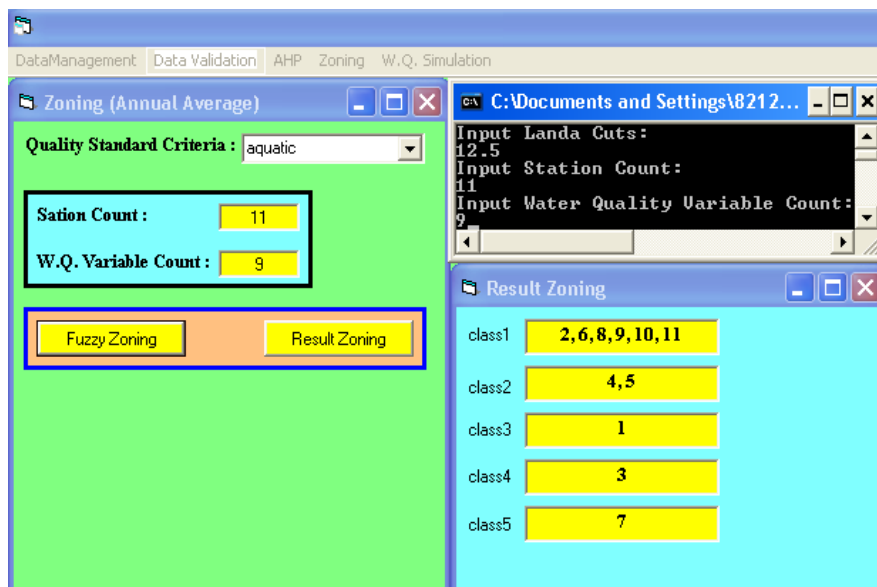 DataManagement Data Validation AHP Zoning W.Q. Simulation
Zoning (Annual Average)
Quality Standard Criteria : aquatic
Sation Count : 11
W.Q. Variable Count : 9
Fuzzy Zoning Result Zoning
C:\Documents and Settings\8212...
Input Landa Cuts:
12.5
Input Station Count:
11
Input Water Quality Variable Count:
9_
Result Zoning
class1 2,6,8,9,10,11
class2 4,5
class3 1
class4 3
class5 7